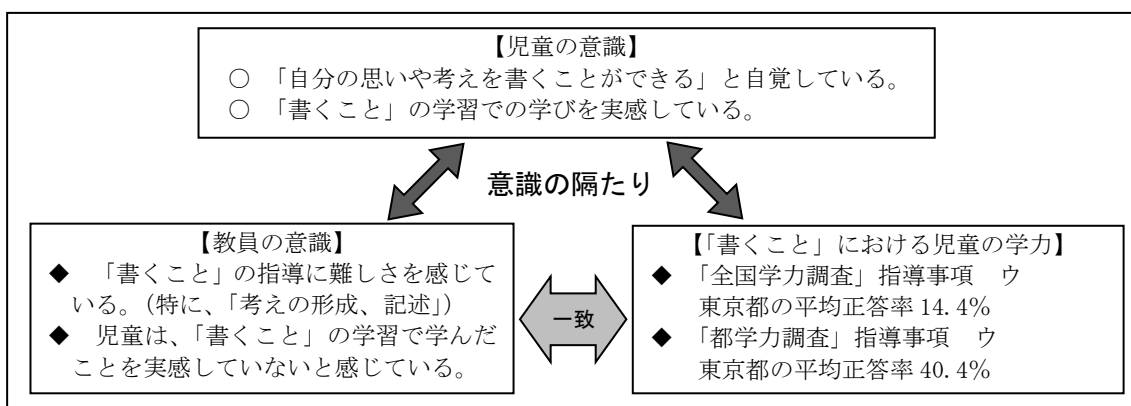 【児童の意識】
○ 「自分の思いや考えを書くことができる」と自覚している。
○ 「書くこと」の学習での学びを実感している。
意識の隔たり
【教員の意識】
◆ 「書くこと」の指導に難しさを感じて
いる。（特に、「考えの形成、記述」）
◆ 児童は、「書くこと」の学習で学んだ
ことを実感していないと感じている。
一致
【「書くこと」における児童の学力】
◆ 「全国学力調査」指導事項 ウ
東京都の平均正答率 14.4%
◆ 「都学力調査」指導事項 ウ
東京都の平均正答率 40.4%